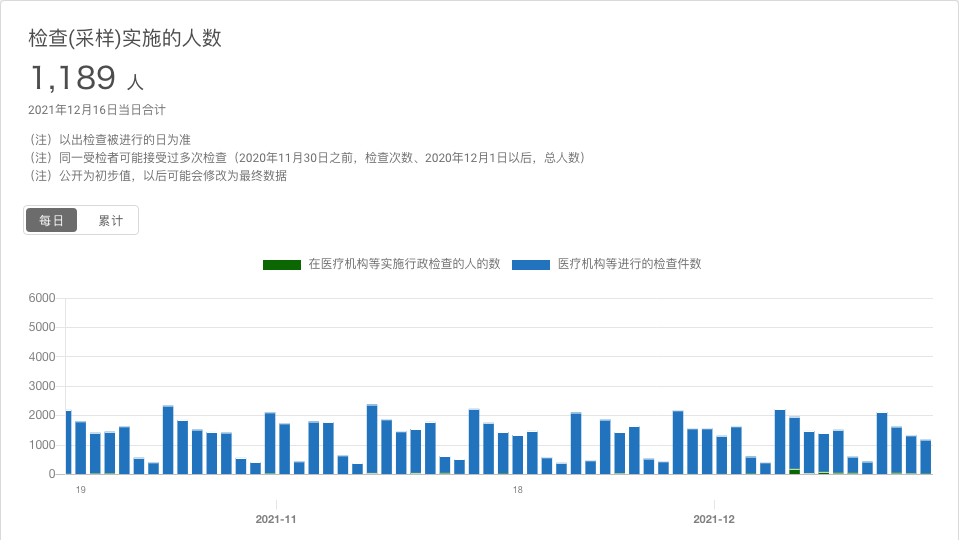 检查(采样)实施的人数
1,189 人
2021年12月16日当日合计
（注）以出检查被进行的日为准
（注）同一受检者可能接受过多次检查（2020年11月30日之前，检查次数、2020年12月1日以后，总人数）
（注）公开为初步值，以后可能会修改为最终数据
每日 累计
在医疗机构等实施行政检查的人的数 医疗机构等进行的检查件数
6000
5000
4000
3000
2000
1000
0
19 18
2021-11 2021-12